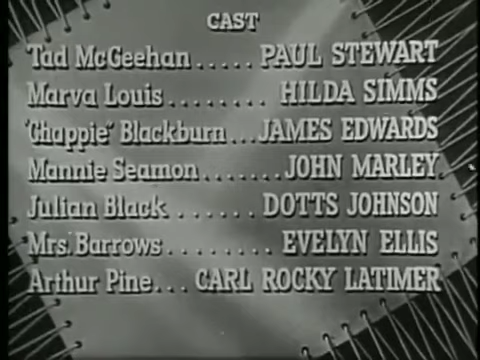 CAST
Tad McGeehan ..... PAUL STEWART
Marva Louis ........ HILDA SIMMS
"Chappie" Blackburn ... JAMES EDWARDS
Mannie Seamon ....... JOHN MARLEY
Julian Black ...... DOTTS JOHNSON
Mrs. Barrows ........ EVELYN ELLIS
Arthur Pine ... CARL ROCKY LATIMER